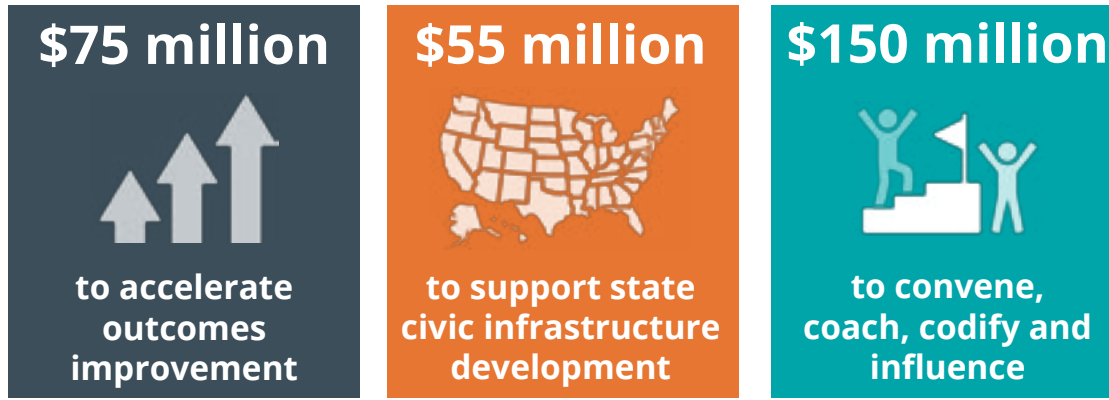 $75 million
to accelerate
outcomes
improvement
$55 million
to support state
civic infrastructure
development
$150 million
to convene,
coach, codify and
influence